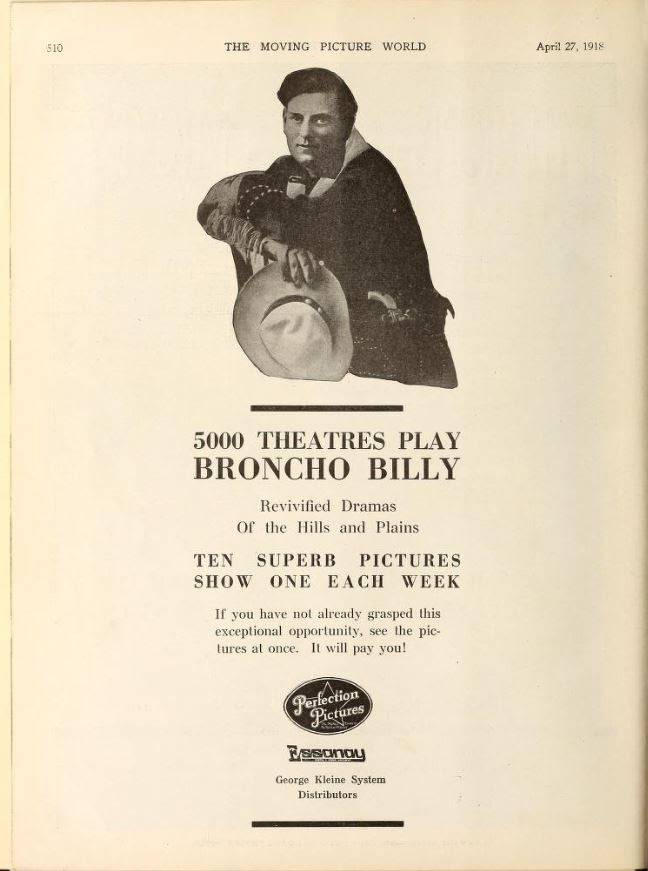 510 THE MOVING PICTURE WORLD April 27, 1918
5000 THEATRES PLAY
BRONCHO BILLY
Revivified Dramas
Of the Hills and Plains
TEN SUPERB PICTURES
SHOW ONE EACH WEEK
If you have not already grasped this
exceptional opportunity, see the pic-
tures at once. It will pay you!
Perfection
Pictures
Essanay
George Kleine System
Distributors